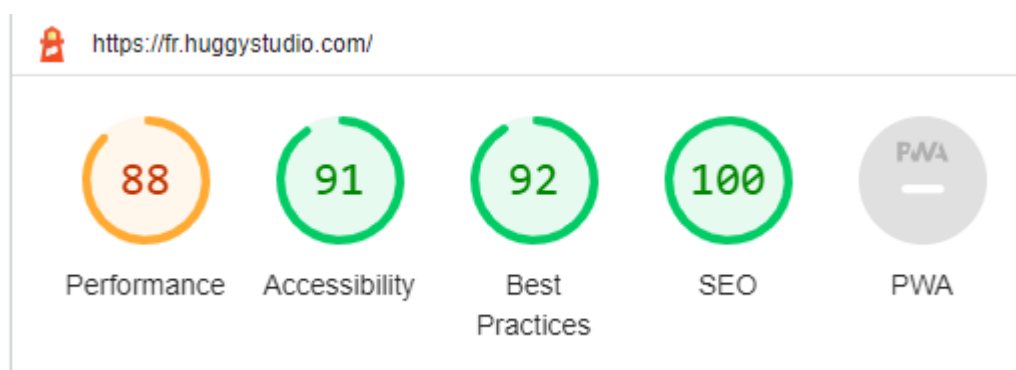 https://fr.huggystudio.com/
88 91 92 100 PWA
Performance Accessibility Best Practices SEO PWA